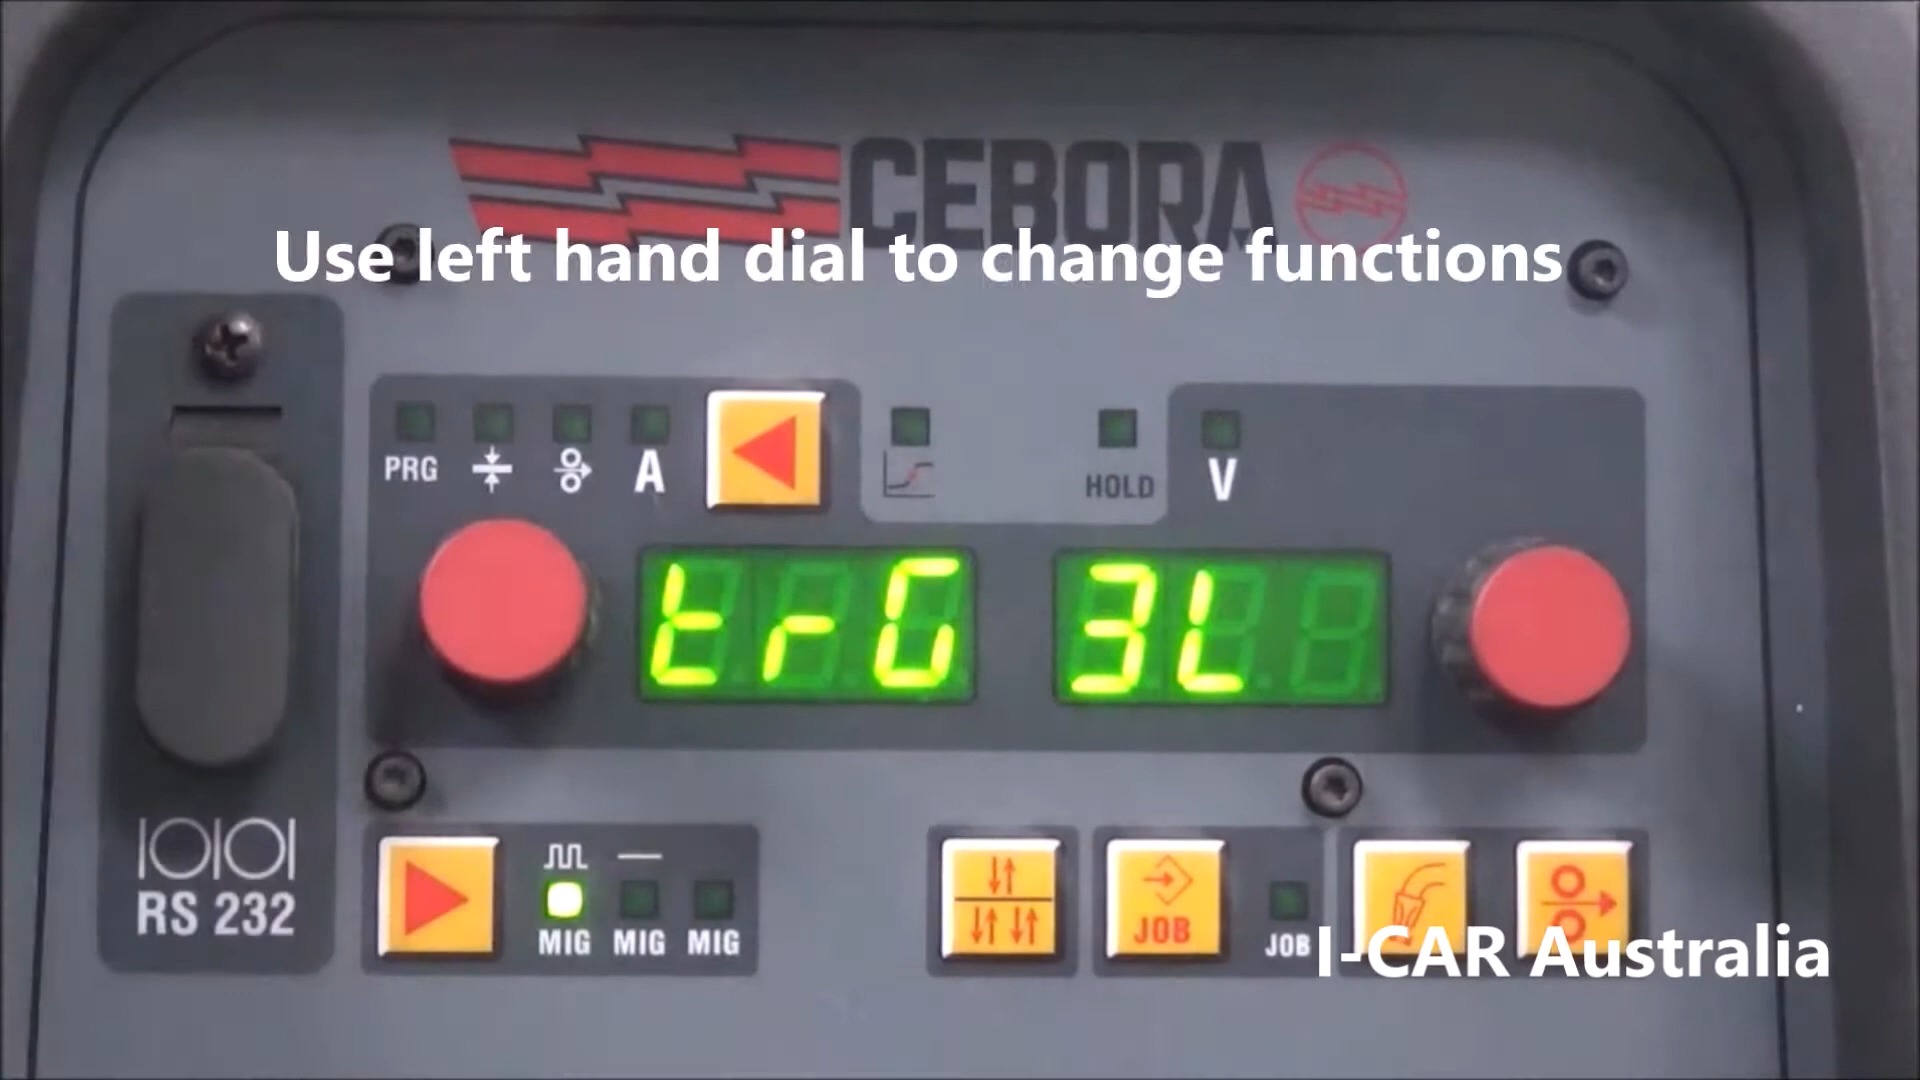 CEBORA
Use left hand dial to change functions
PRG
A
HOLD
V
trG 3L
IOIOI
RS 232
MIG MIG MIG
JOB
JOB
I-CAR Australia